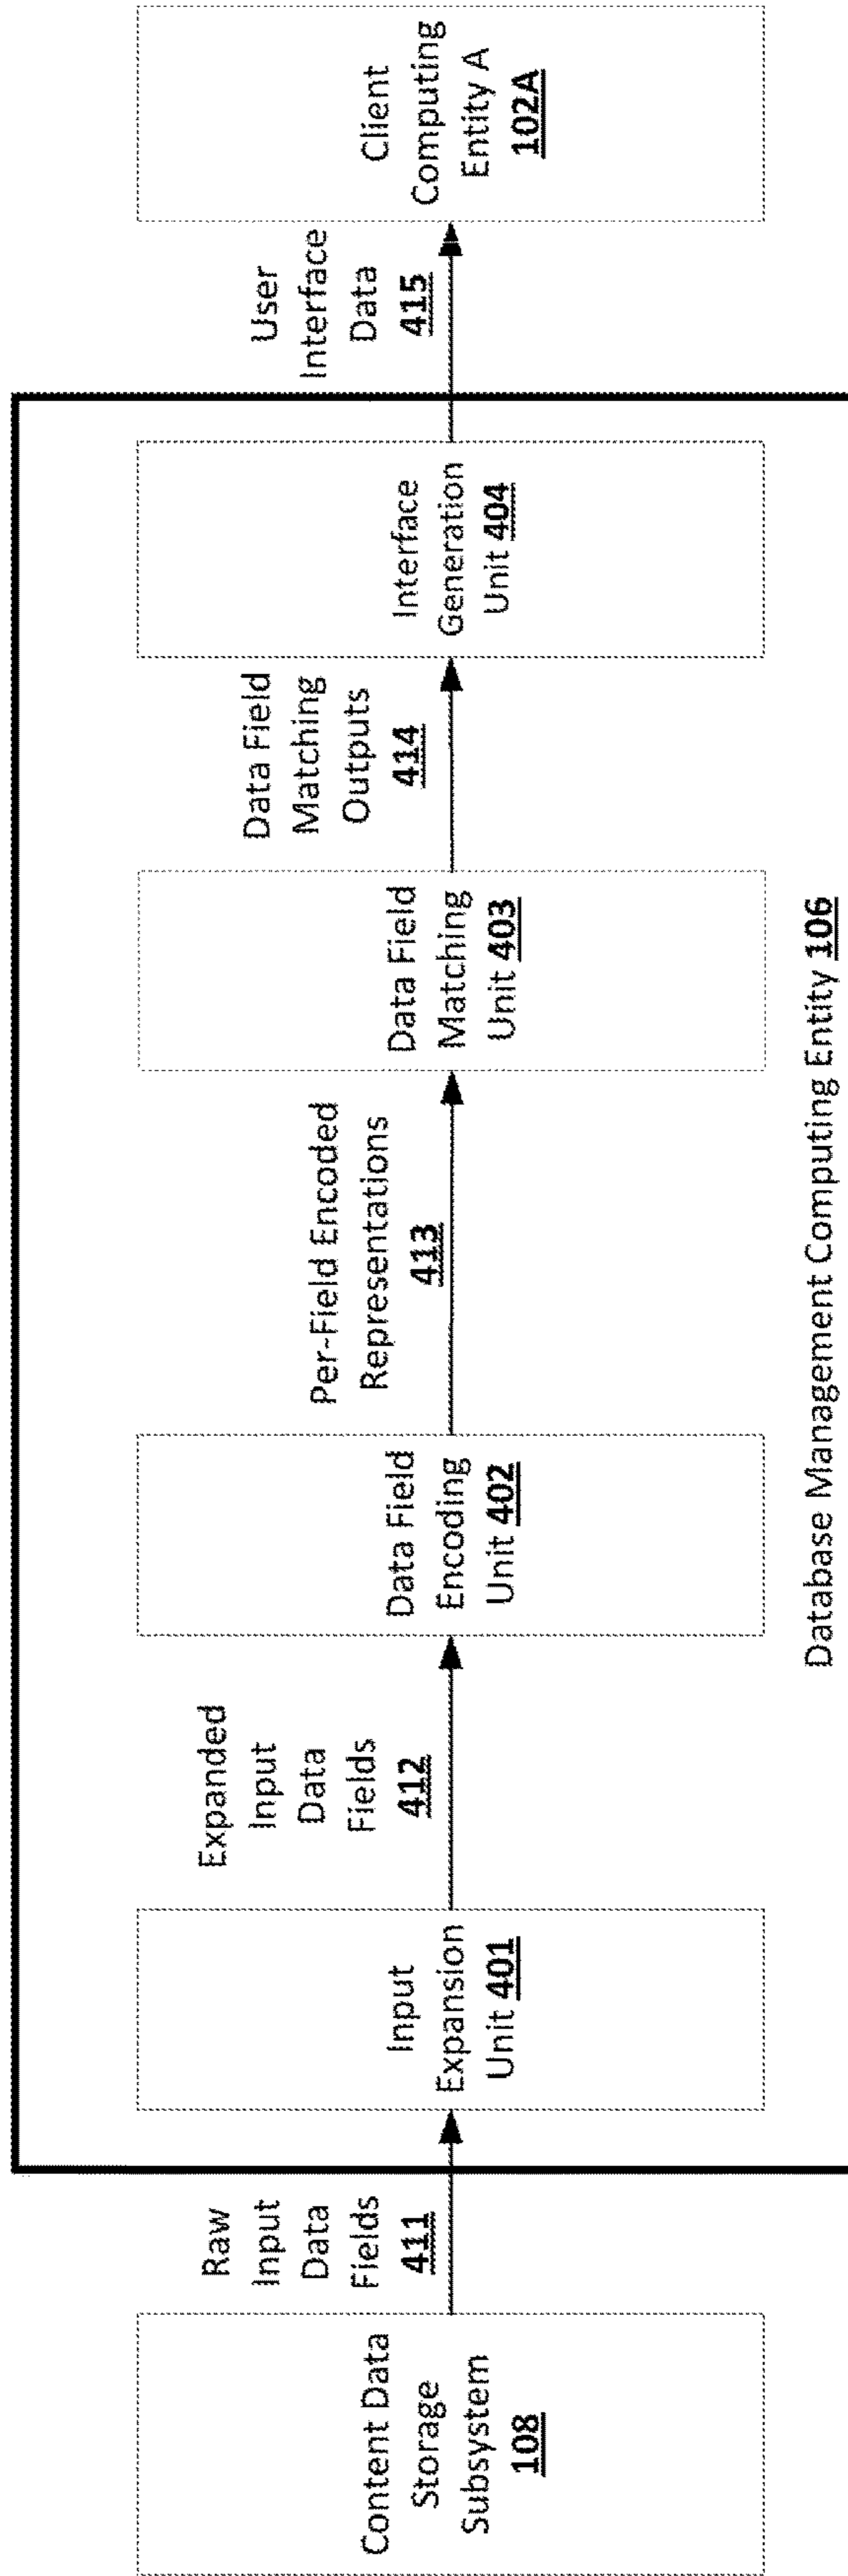 Content Data
Storage
Subsystem
108
Raw
Input
Data
Fields
411
Input
Expansion
Unit 401
Expanded
Input
Data
Fields
412
Data Field
Encoding
Unit 402
Per-Field Encoded
Representations
413
Data Field
Matching
Unit 403
Data Field
Matching
Outputs
414
Interface
Generation
Unit 404
User
Interface
Data
415
Client
Computing
Entity A
102A
Database Management Computing Entity 106